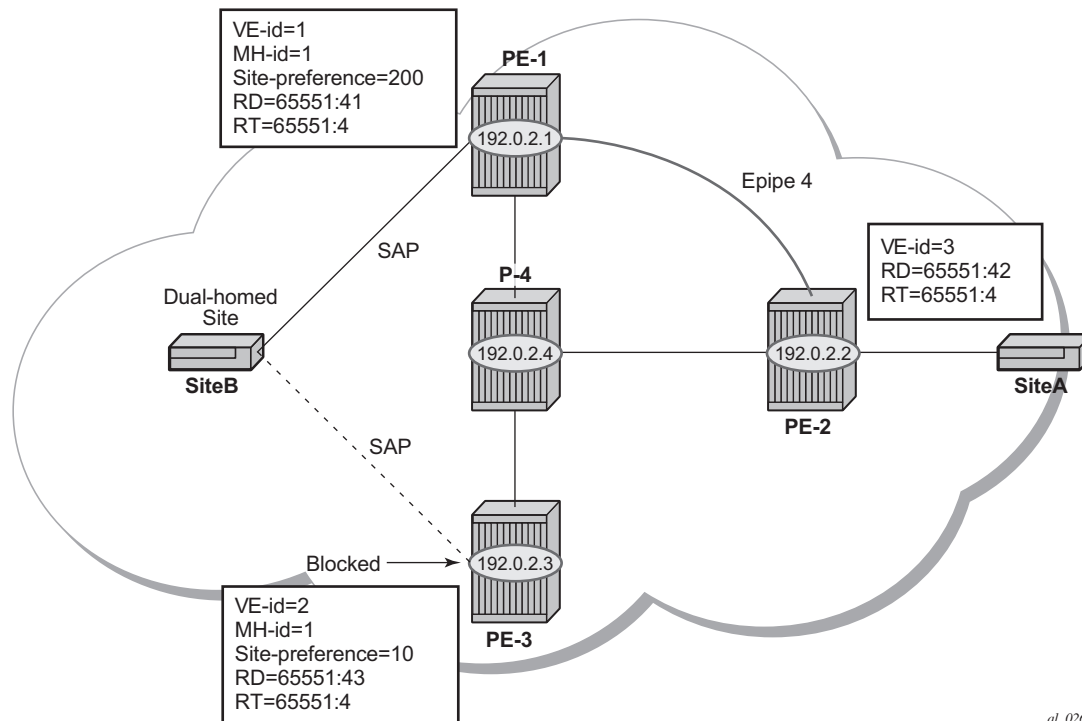 VE-id=1
MH-id=1
Site-preference=200
RD=65551:41
RT=65551:4
PE-1
192.0.2.1
Epipe 4
SAP
VE-id=3
RD=65551:42
RT=65551:4
P-4
Dual-homed
Site
192.0.2.4
192.0.2.2
SiteB
SiteA
PE-2
SAP
Blocked
192.0.2.3
VE-id=2
MH-id=1
Site-preference=10
RD=65551:43
RT=65551:4
PE-3